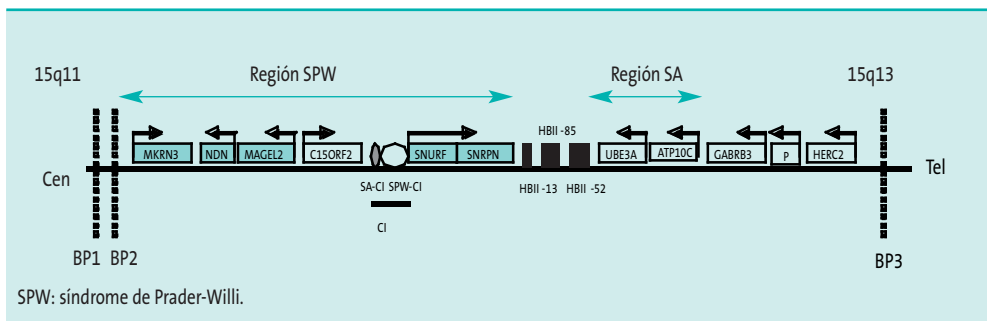 15q11 Región SPW Región SA 15q13
HBII -85
MKRN3 NDN MAGEL2 C15ORF2 SNURF SNRPN UBE3A ATP10C GABRB3 P HERC2
Cen Tel
SA-CI SPW-CI HBII -13 HBII -52
CI
BP1 BP2 BP3
SPW: síndrome de Prader-Willi.